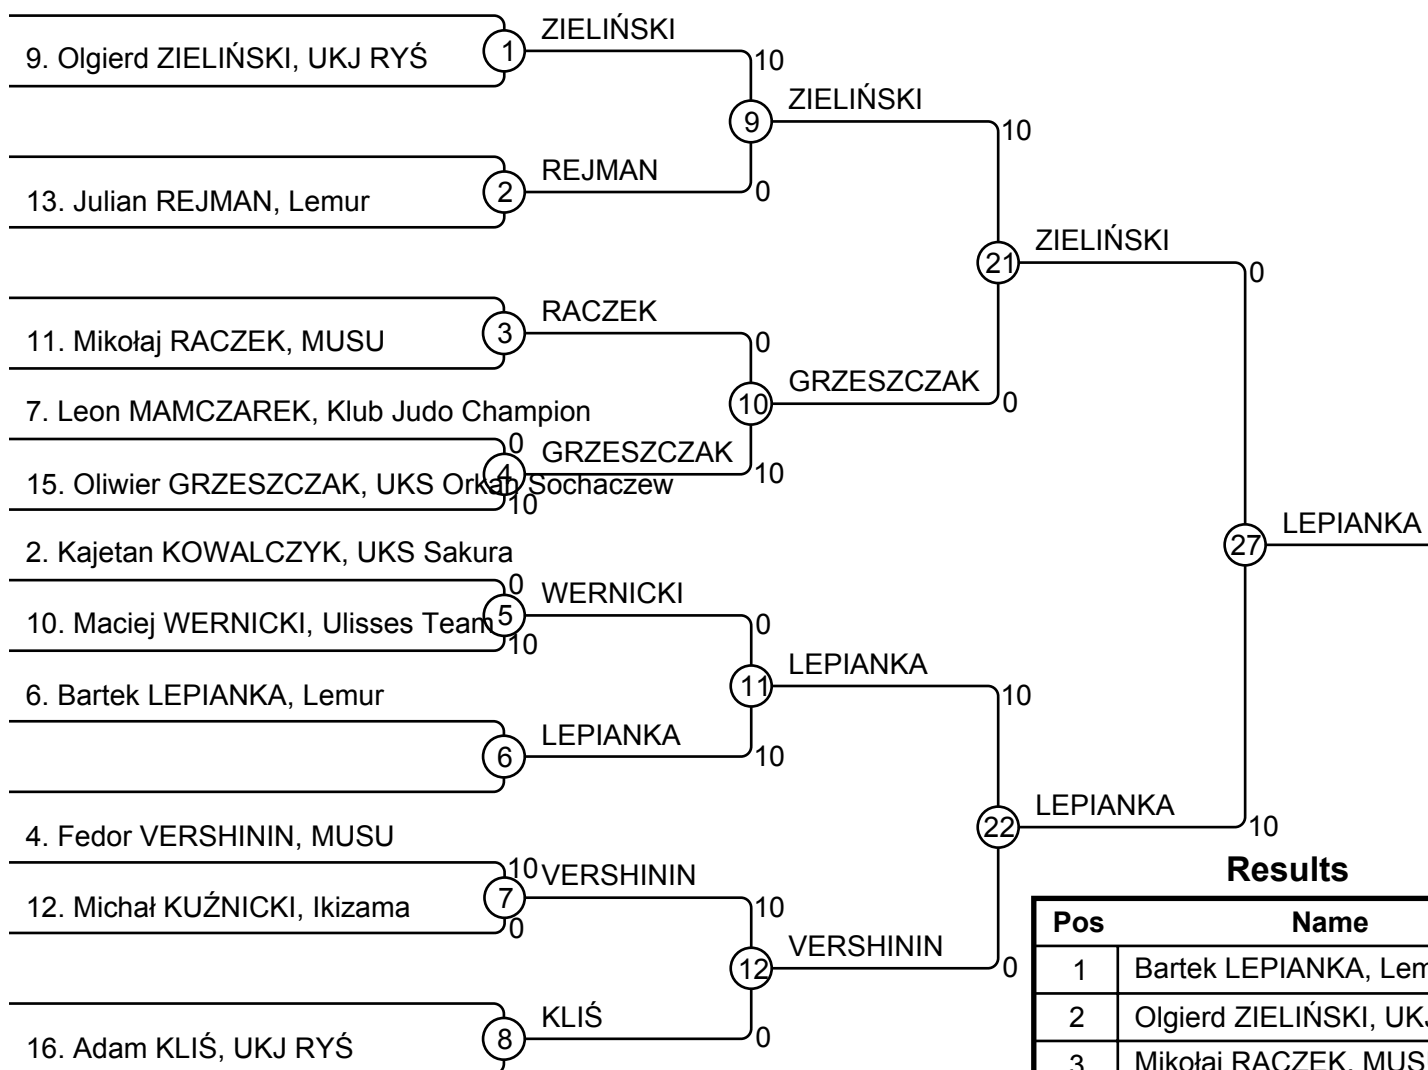 9. Olgierd ZIELIŃSKI, UKJ RYŚ
1
ZIELIŃSKI
10
9
ZIELIŃSKI
10
13. Julian REJMAN, Lemur
2
REJMAN
0
21
ZIELIŃSKI
0
11. Mikołaj RACZEK, MUSU
3
RACZEK
0
10
GRZESZCZAK
0
7. Leon MAMCZAREK, Klub Judo Champion
0
4
GRZESZCZAK
10
15. Oliwier GRZESZCZAK, UKS Orkan Sochaczew
10
27
LEPIANKA
2. Kajetan KOWALCZYK, UKS Sakura
0
5
WERNICKI
0
10. Maciej WERNICKI, Ulisses Team
10
11
LEPIANKA
10
6. Bartek LEPIANKA, Lemur
6
LEPIANKA
10
22
LEPIANKA
10
4. Fedor VERSHININ, MUSU
10
7
VERSHININ
10
12. Michał KUŹNICKI, Ikizama
0
12
VERSHININ
0
16. Adam KLIŚ, UKJ RYŚ
8
KLIŚ
0
Results
Pos Name
1 Bartek LEPIANKA, Lem
2 Olgierd ZIELIŃSKI, UKJ
3 Mikołaj RACZEK, MUS